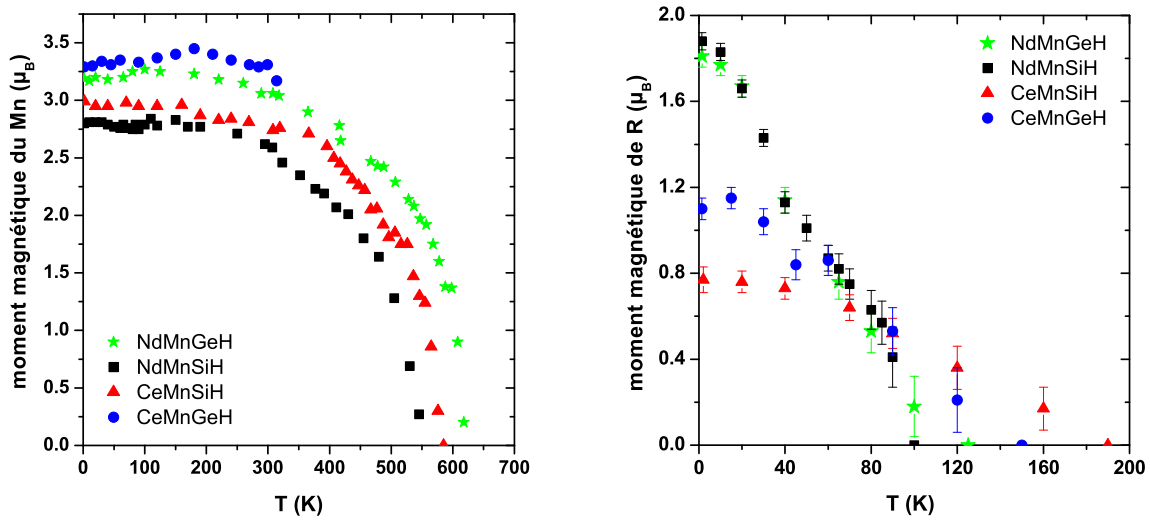 moment magnétique du Mn (μB)
3.5
3.0
2.5
2.0
1.5
1.0
0.5
0.0
NdMnGeH
NdMnSiH
CeMnSiH
CeMnGeH
0 100 200 300 400 500 600 700
T (K)
moment magnétique de R (μB)
2.0
1.6
1.2
0.8
0.4
0.0
NdMnGeH
NdMnSiH
CeMnSiH
CeMnGeH
0 40 80 120 160 200
T (K)